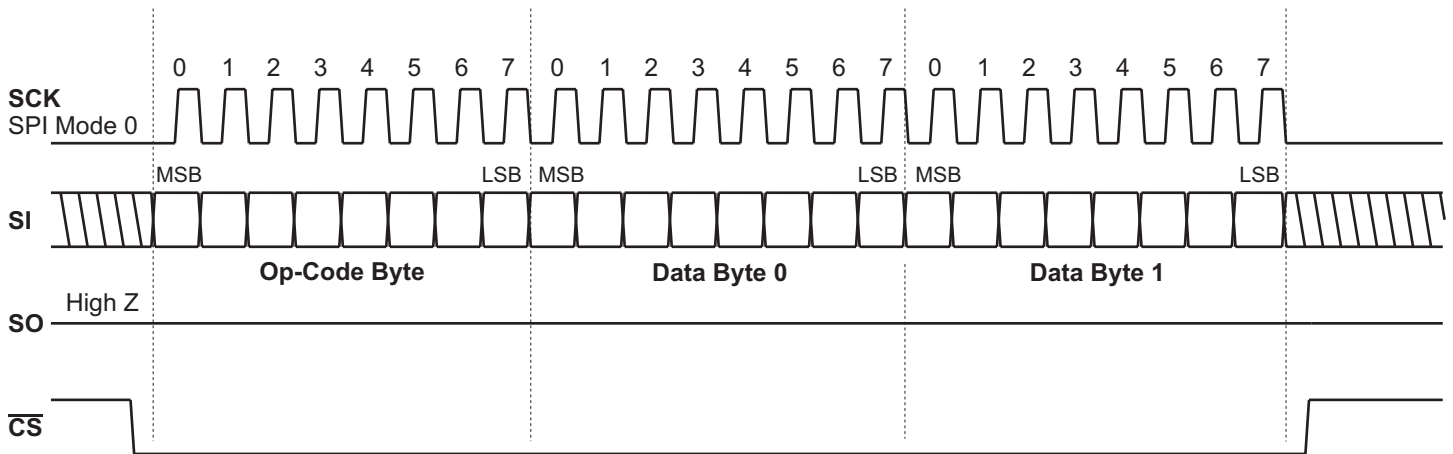 0 1 2 3 4 5 6 7 0 1 2 3 4 5 6 7 0 1 2 3 4 5 6 7
SCK
SPI Mode 0
MSB LSB MSB LSB MSB LSB
SI
Op-Code Byte Data Byte 0 Data Byte 1
High Z
SO
CS